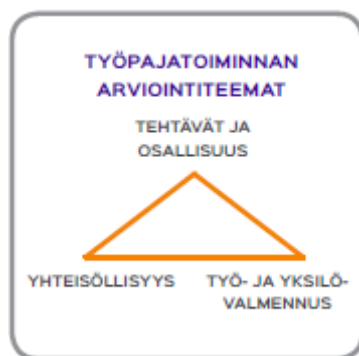 TYÖPAJATOIMINNAN
ARVIOINTITEEMAT
TEHTÄVÄT JA
OSALLISUUS
YHTEISÖLLISYYS
TYÖ- JA YKSILÖ-
VALMENNUS